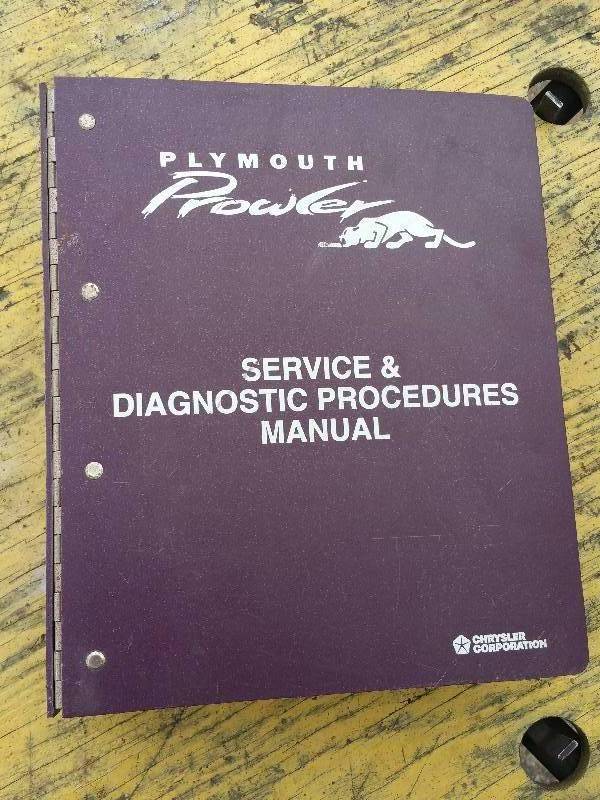 PLYMOUTH
Prowler
SERVICE &
DIAGNOSTIC PROCEDURES
MANUAL
CHRYSLER
CORPORATION